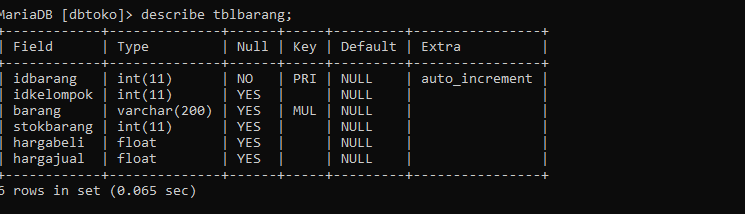 MariaDB [dbtoko]> describe tblbarang;
+------------+--------------+------+-----+---------+----------------+
| Field      | Type         | Null | Key | Default | Extra          |
+------------+--------------+------+-----+---------+----------------+
| idbarang   | int(11)      | NO   | PRI | NULL    | auto_increment |
| idkelompok | int(11)      | YES  |     | NULL    |                |
| barang     | varchar(200) | YES  | MUL | NULL    |                |
| stokbarang | int(11)      | YES  |     | NULL    |                |
| hargabeli  | float        | YES  |     | NULL    |                |
| hargajual  | float        | YES  |     | NULL    |                |
+------------+--------------+------+-----+---------+----------------+
6 rows in set (0.065 sec)